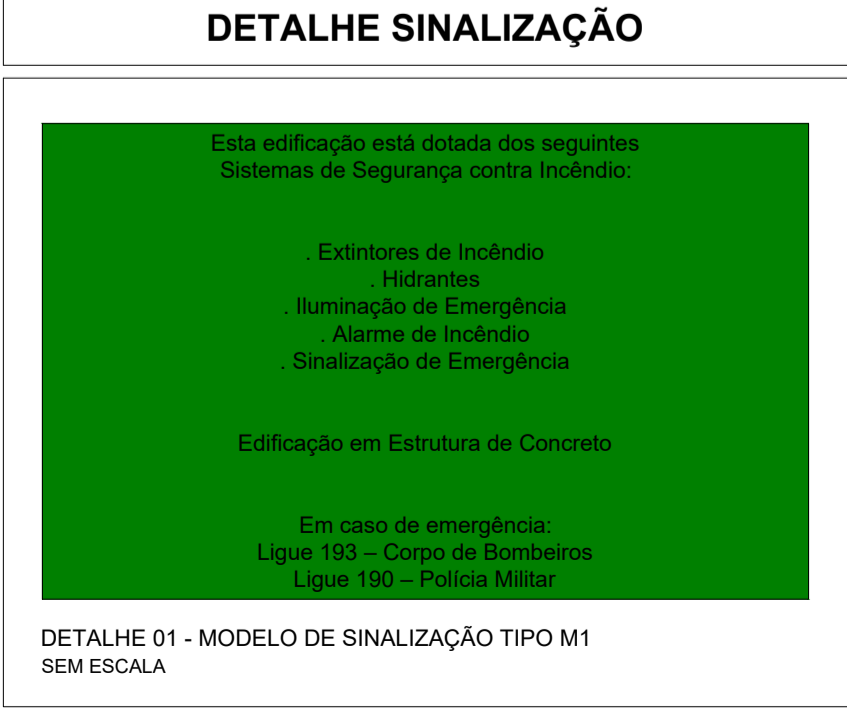 DETALHE SINALIZAÇÃO
Esta edificação está dotada dos seguintes
Sistemas de Segurança contra Incêndio:
. Extintores de Incêndio
. Hidrantes
. Iluminação de Emergência
. Alarme de Incêndio
. Sinalização de Emergência
Edificação em Estrutura de Concreto
Em caso de emergência:
Ligue 193 – Corpo de Bombeiros
Ligue 190 – Polícia Militar
DETALHE 01 - MODELO DE SINALIZAÇÃO TIPO M1
SEM ESCALA